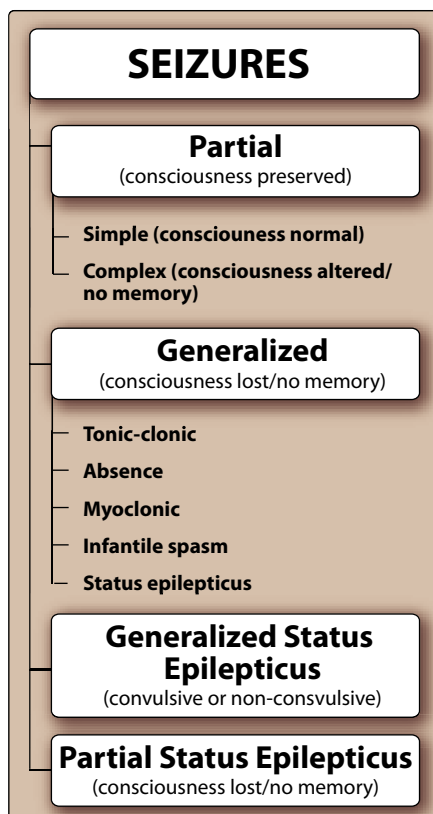 SEIZURES
Partial
(consciousness preserved)
Simple (consciouness normal)
Complex (consciousness altered/
no memory)
Generalized
(consciousness lost/no memory)
Tonic-clonic
Absence
Myoclonic
Infantile spasm
Status epilepticus
Generalized Status
Epilepticus
(convulsive or non-consvulsive)
Partial Status Epilepticus
(consciousness lost/no memory)